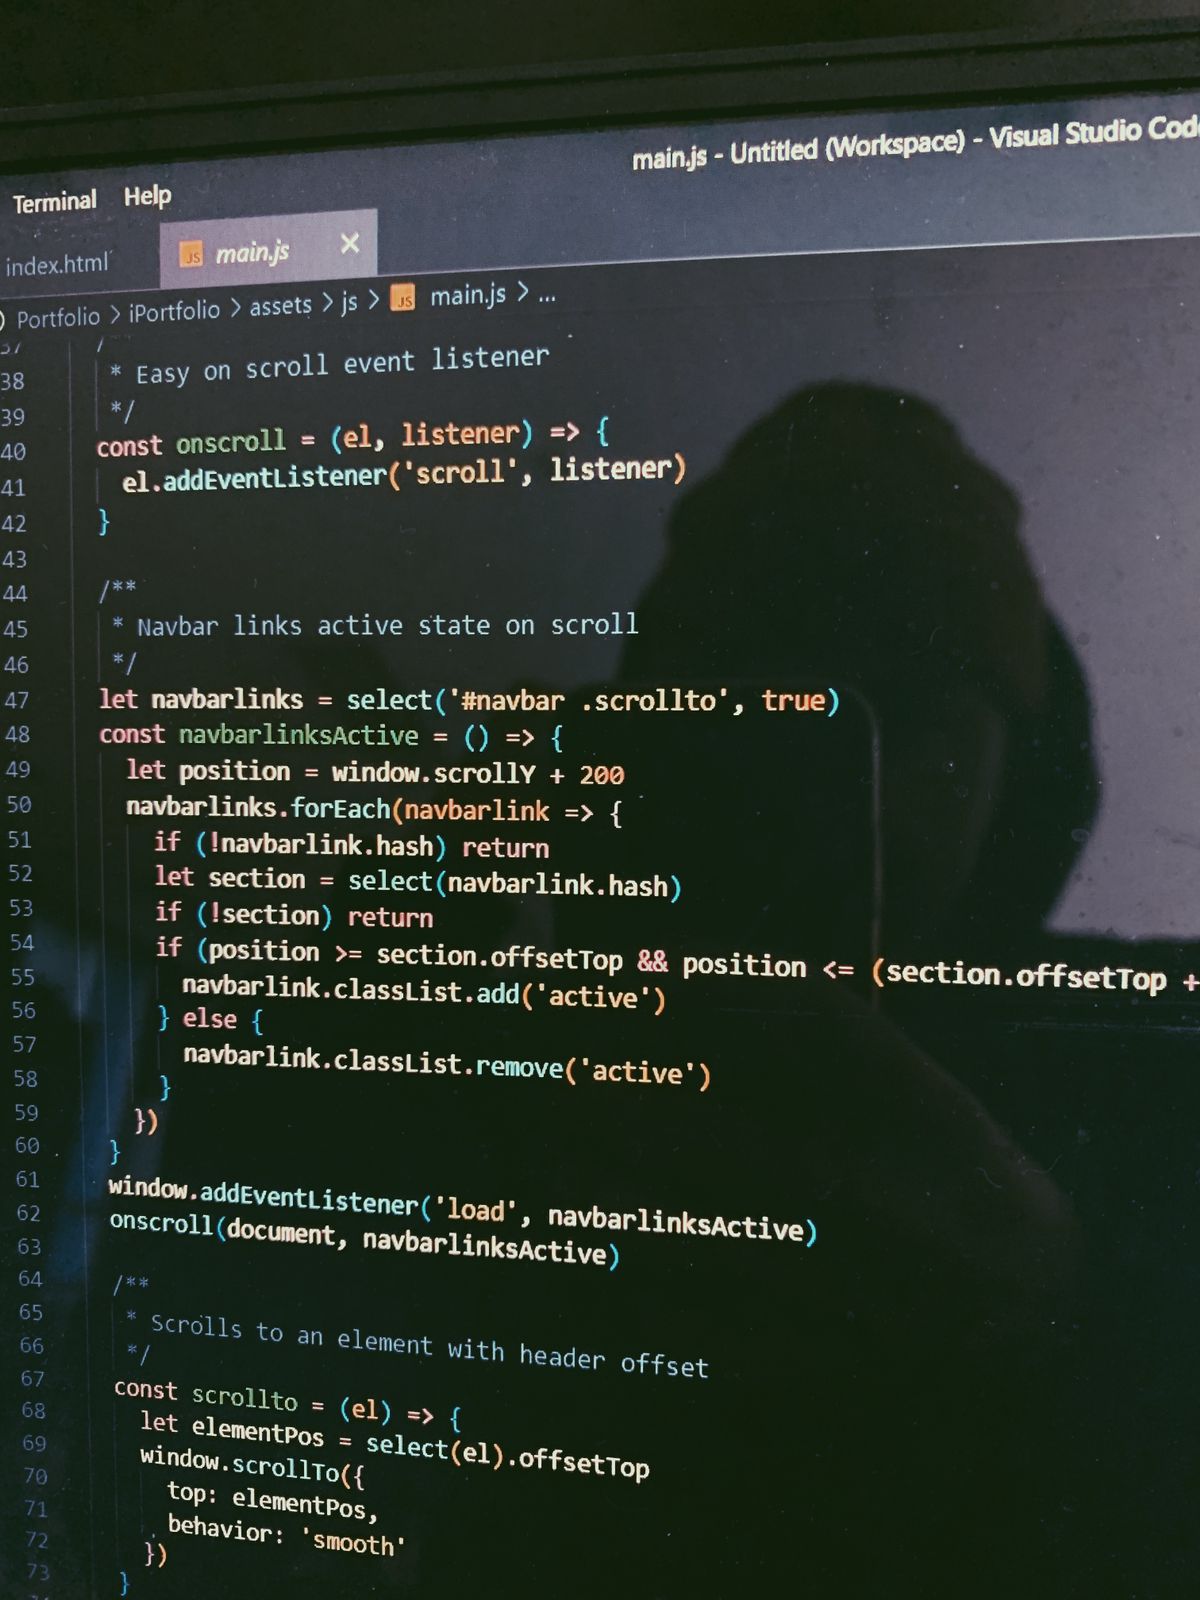 main.js - Untitled (Workspace) - Visual Studio Code
Terminal Help
index.html JS main.js ×
Portfolio > iPortfolio > assets > js > JS main.js > ...
37 /
38 * Easy on scroll event listener
39 */
40 const onscroll = (el, listener) => {
41 el.addEventListener('scroll', listener)
42 }
43
44 /**
45 * Navbar links active state on scroll
46 */
47 let navbarlinks = select('#navbar .scrollto', true)
48 const navbarlinksActive = () => {
49 let position = window.scrollY + 200
50 navbarlinks.forEach(navbarlink => {
51 if (!navbarlink.hash) return
52 let section = select(navbarlink.hash)
53 if (!section) return
54 if (position >= section.offsetTop && position <= (section.offsetTop +
55 navbarlink.classList.add('active')
56 } else {
57 navbarlink.classList.remove('active')
58 }
59 })
60 }
61 window.addEventListener('load', navbarlinksActive)
62 onscroll(document, navbarlinksActive)
63
64 /**
65 * Scrolls to an element with header offset
66 */
67 const scrollto = (el) => {
68 let elementPos = select(el).offsetTop
69 window.scrollTo({
70 top: elementPos,
71 behavior: 'smooth'
72 })
73 }